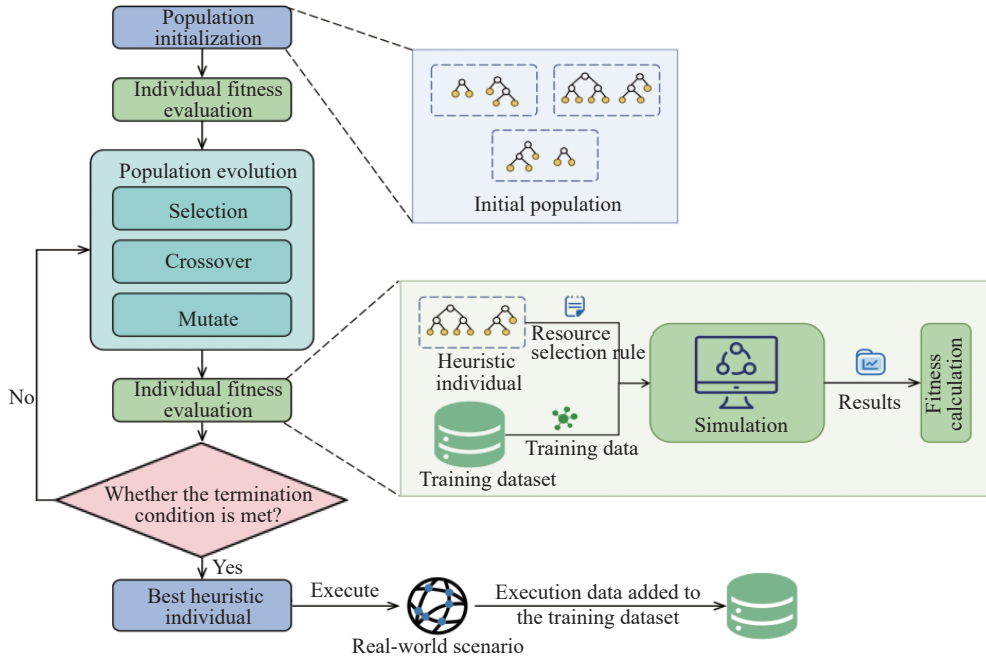 Population
initialization
Individual fitness
evaluation
Population evolution
Selection
Crossover
Mutate
Initial population
No
Individual fitness
evaluation
Heuristic
individual
Resource
selection rule
Training data
Training dataset
Simulation
Results
Fitness
calculation
Whether the termination
condition is met?
Yes
Best heuristic
individual
Execute
Real-world scenario
Execution data added to
the training dataset